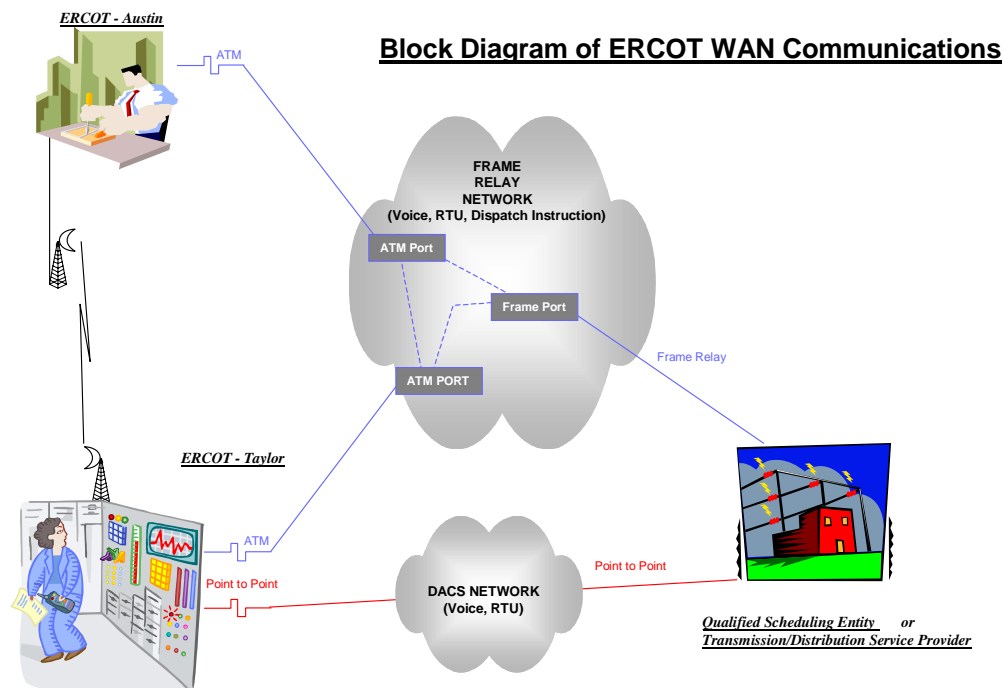 ERCOT - Austin
Block Diagram of ERCOT WAN Communications
ATM
FRAME
RELAY
NETWORK
(Voice, RTU, Dispatch Instruction)
ATM Port
Frame Port
Frame Relay
ATM PORT
ERCOT - Taylor
ATM
Point to Point
DACS NETWORK
(Voice, RTU)
Point to Point
Qualified Scheduling Entity or
Transmission/Distribution Service Provider